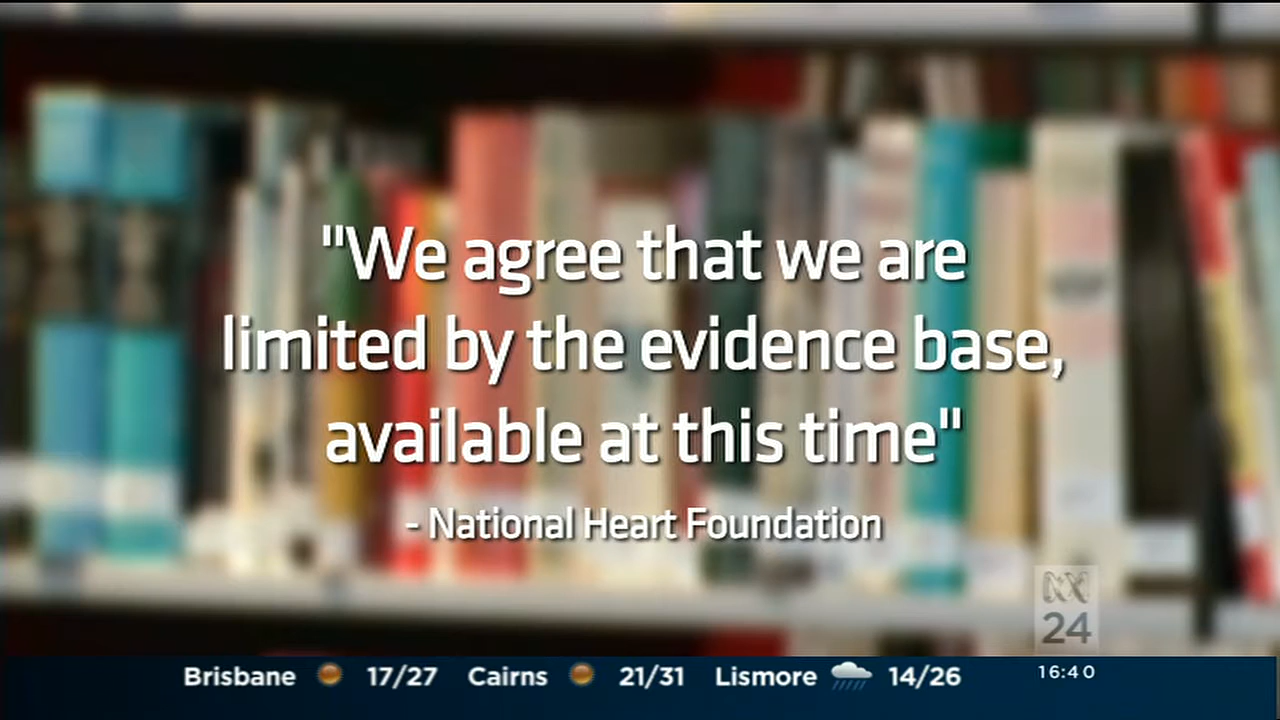 "We agree that we are
limited by the evidence base,
available at this time"
- National Heart Foundation
24
Brisbane 17/27 Cairns 21/31 Lismore 14/26 16:40